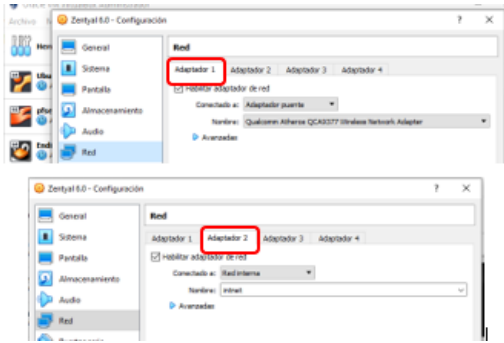 Archivo
Zentyal 6.0 - Configuración ? ×
General
Red
Sistema
Adaptador 1 Adaptador 2 Adaptador 3 Adaptador 4
Pantalla
Habilitar adaptador de red
Almacenamiento
Conectado a: Adaptador puente
Audio
Nombre: Qualcomm Atheros QCA9377 Wireless Network Adapter
Red
Avanzadas
Zentyal 6.0 - Configuración ? ×
General
Red
Sistema
Adaptador 1 Adaptador 2 Adaptador 3 Adaptador 4
Pantalla
Habilitar adaptador de red
Almacenamiento
Conectado a: Red interna
Audio
Nombre: intnet
Red
Avanzadas